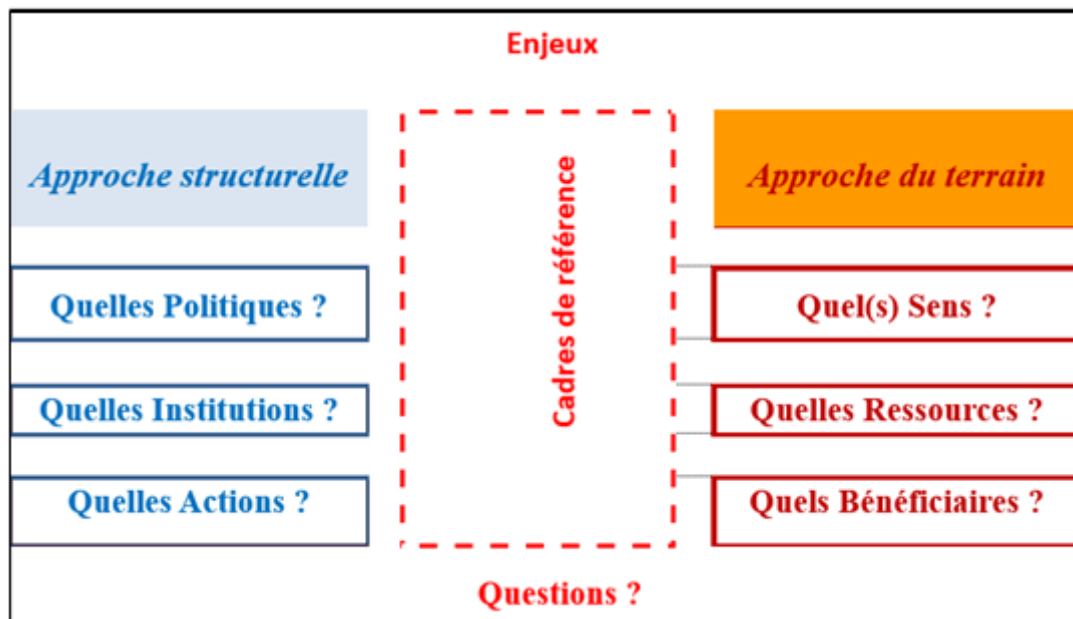 Enjeux
Approche structurelle
Quelles Politiques ?
Quelles Institutions ?
Quelles Actions ?
Cadres de référence
Approche du terrain
Quel(s) Sens ?
Quelles Ressources ?
Quels Bénéficiaires ?
Questions ?